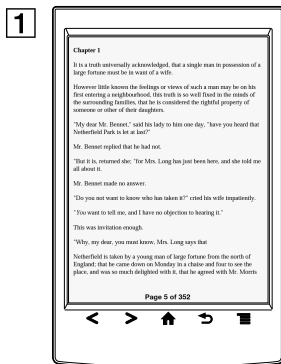 1
Chapter 1
It is a truth universally acknowledged, that a single man in possession of a
large fortune must be in want of a wife.
However little known the feelings or views of such a man may be on his
first entering a neighbourhood, this truth is so well fixed in the minds of
the surrounding families, that he is considered the rightful property of
someone or other of their daughters.
"My dear Mr. Bennet," said his lady to him one day, "have you heard that
Netherfield Park is let at last?"
Mr. Bennet replied that he had not.
"But it is, returned she; "for Mrs. Long has just been here, and she told me
all about it.
Mr. Bennet made no answer.
"Do you not want to know who has taken it?" cried his wife impatiently.
"You want to tell me, and I have no objection to hearing it."
This was invitation enough.
"Why, my dear, you must know, Mrs. Long says that
Netherfield is taken by a young man of large fortune from the north of
England; that he came down on Monday in a chaise and four to see the
place, and was so much delighted with it, that he agreed with Mr. Morris
Page 5 of 352